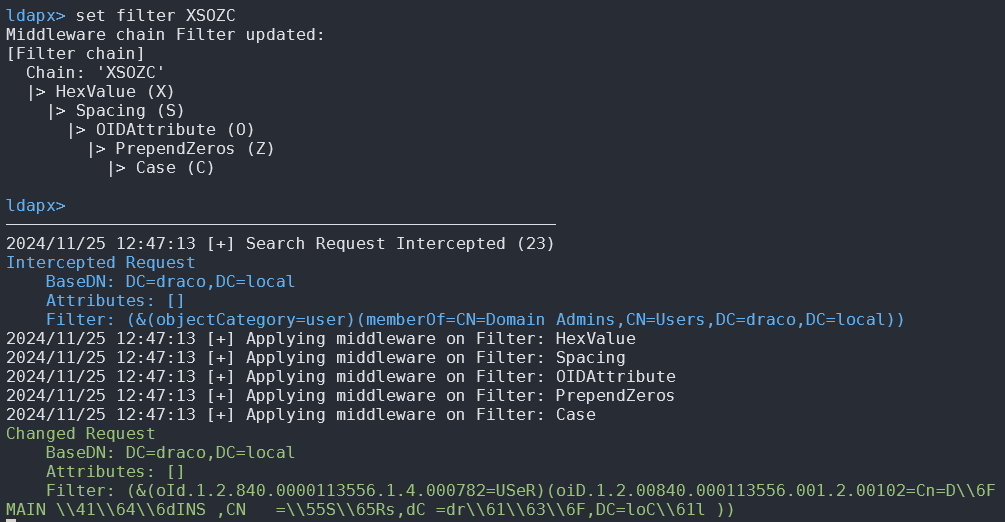 ldapx> set filter XSOZC
Middleware chain Filter updated:
[Filter chain]
  Chain: 'XSOZC'
  |> HexValue (X)
    |> Spacing (S)
      |> OIDAttribute (O)
        |> PrependZeros (Z)
          |> Case (C)
ldapx>
2024/11/25 12:47:13 [+] Search Request Intercepted (23)
Intercepted Request
    BaseDN: DC=draco,DC=local
    Attributes: []
    Filter: (&(objectCategory=user)(memberOf=CN=Domain Admins,CN=Users,DC=draco,DC=local))
2024/11/25 12:47:13 [+] Applying middleware on Filter: HexValue
2024/11/25 12:47:13 [+] Applying middleware on Filter: Spacing
2024/11/25 12:47:13 [+] Applying middleware on Filter: OIDAttribute
2024/11/25 12:47:13 [+] Applying middleware on Filter: PrependZeros
2024/11/25 12:47:13 [+] Applying middleware on Filter: Case
Changed Request
    BaseDN: DC=draco,DC=local
    Attributes: []
    Filter: (&(oId.1.2.840.0000113556.1.4.000782=USeR)(oiD.1.2.00840.000113556.001.2.00102=Cn=D\\6F
MAIN \\41\\64\\6dINS ,CN   =\\55S\\65Rs,dC =dr\\61\\63\\6F,DC=loC\\61l ))